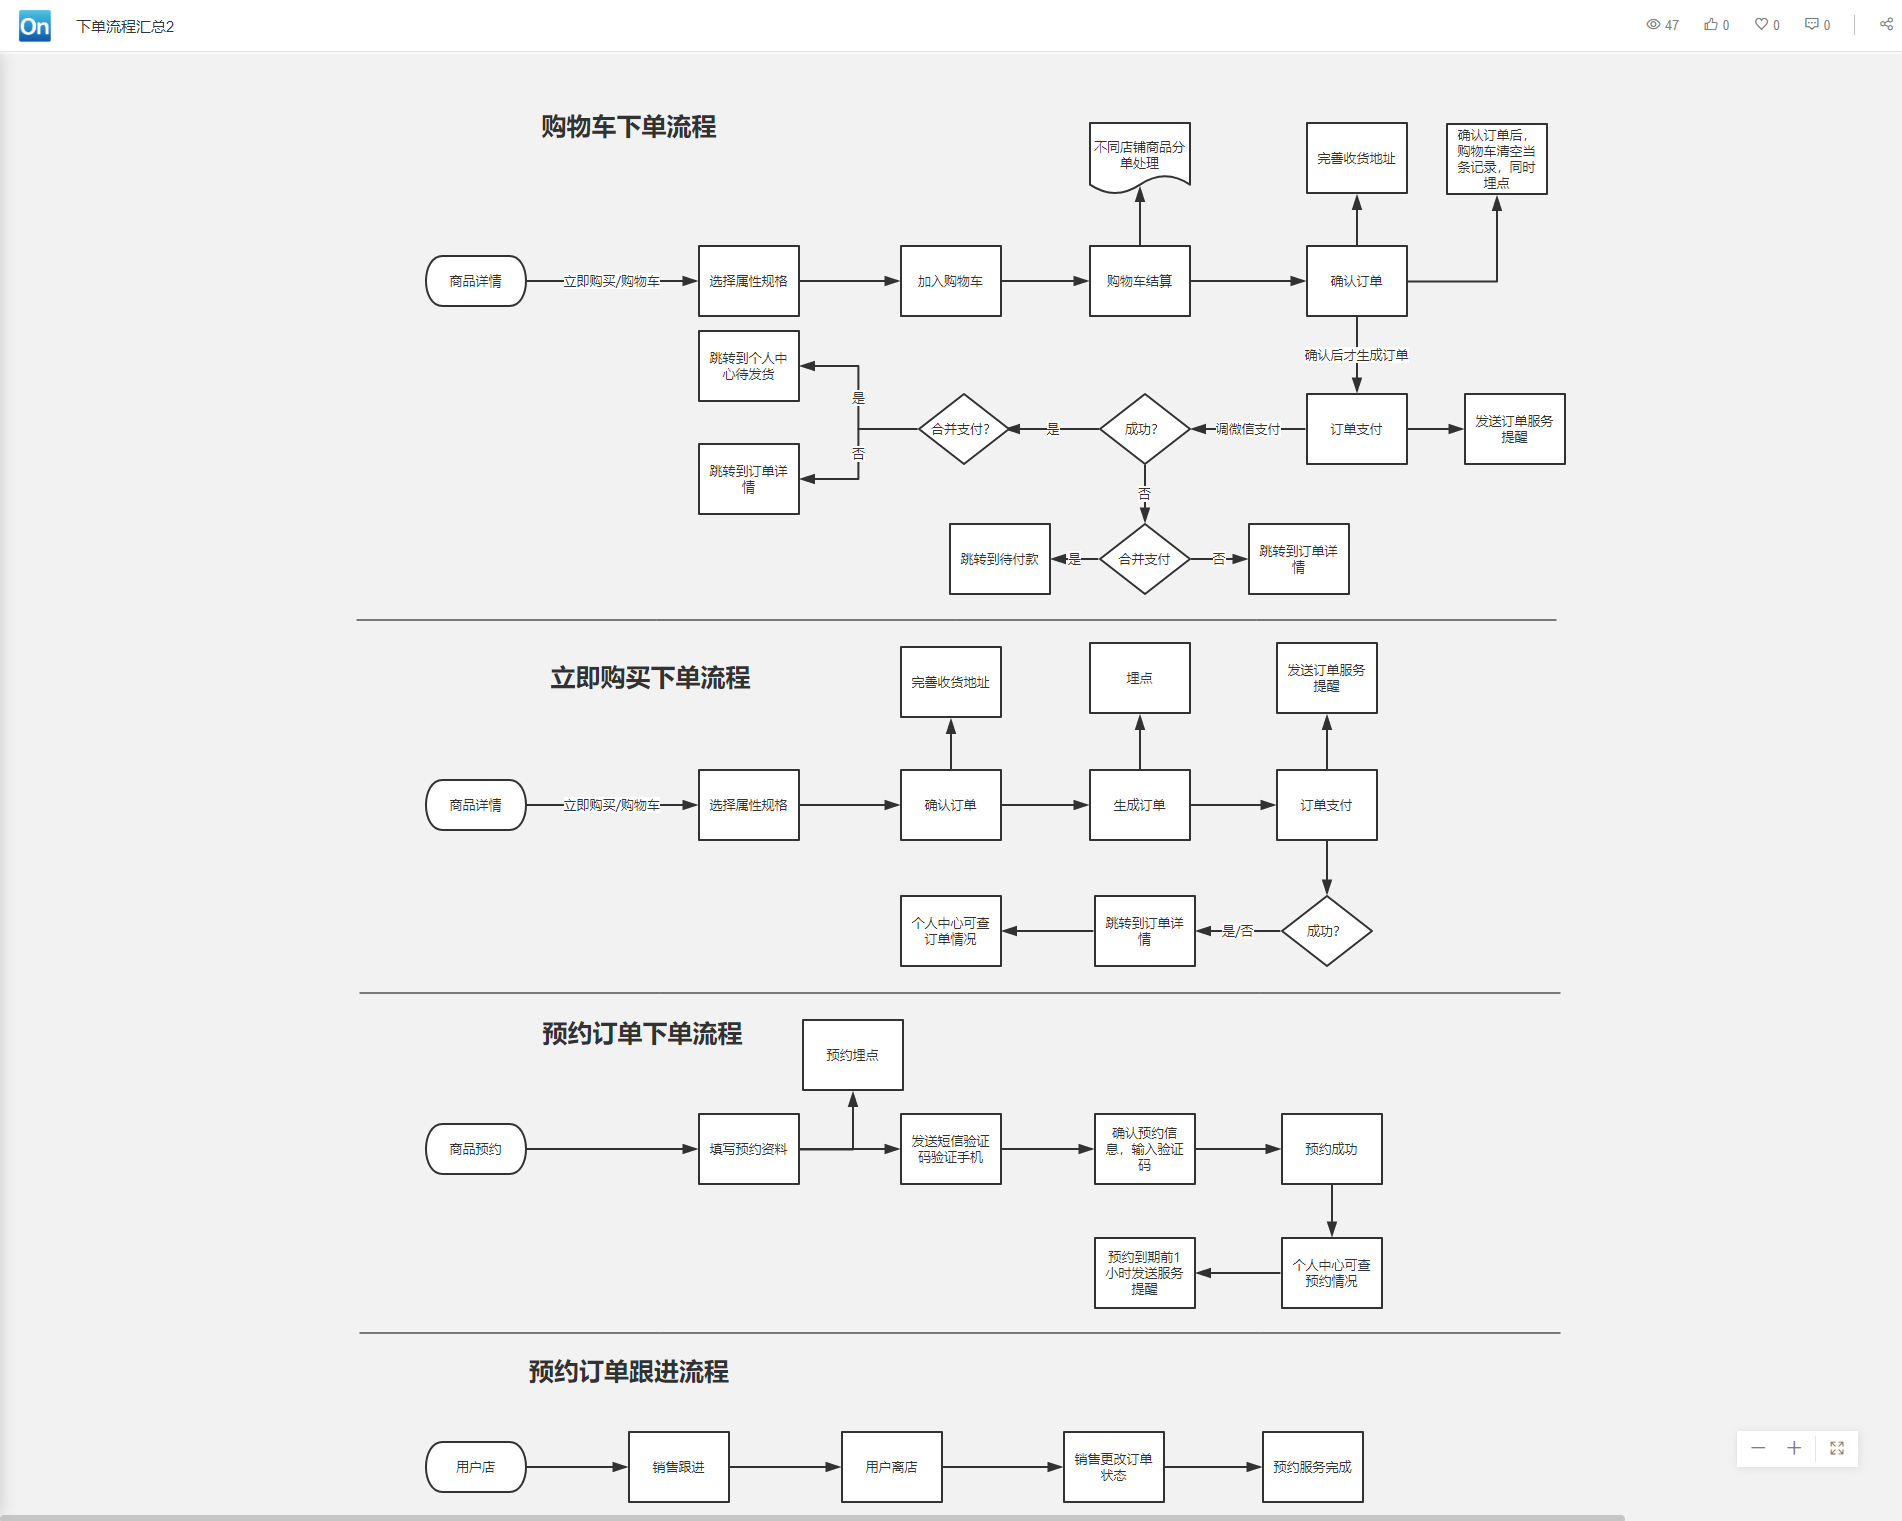 On
下单流程汇总2
47
0
0
0
购物车下单流程
不同店铺商品分
单处理
完善收货地址
确认订单后,
购物车清空当
条记录，同时
埋点
商品详情
立即购买/购物车
选择属性规格
加入购物车
购物车结算
确认订单
跳转到个人中
心待发货
确认后才生成订单
是
合并支付?
是
成功?
调微信支付
订单支付
发送订单服务
提醒
否
跳转到订单详
情
否
跳转到待付款
是
合并支付
否
跳转到订单详
情
立即购买下单流程
完善收货地址
埋点
发送订单服务
提醒
商品详情
立即购买/购物车
选择属性规格
确认订单
生成订单
订单支付
个人中心可查
订单情况
跳转到订单详
情
是/否
成功?
预约订单下单流程
预约埋点
商品预约
填写预约资料
发送短信验证
码验证手机
确认预约信
息，输入验证
码
预约成功
预约到期前1
小时发送服务
提醒
个人中心可查
预约情况
预约订单跟进流程
用户店
销售跟进
用户离店
销售更改订单
状态
预约服务完成